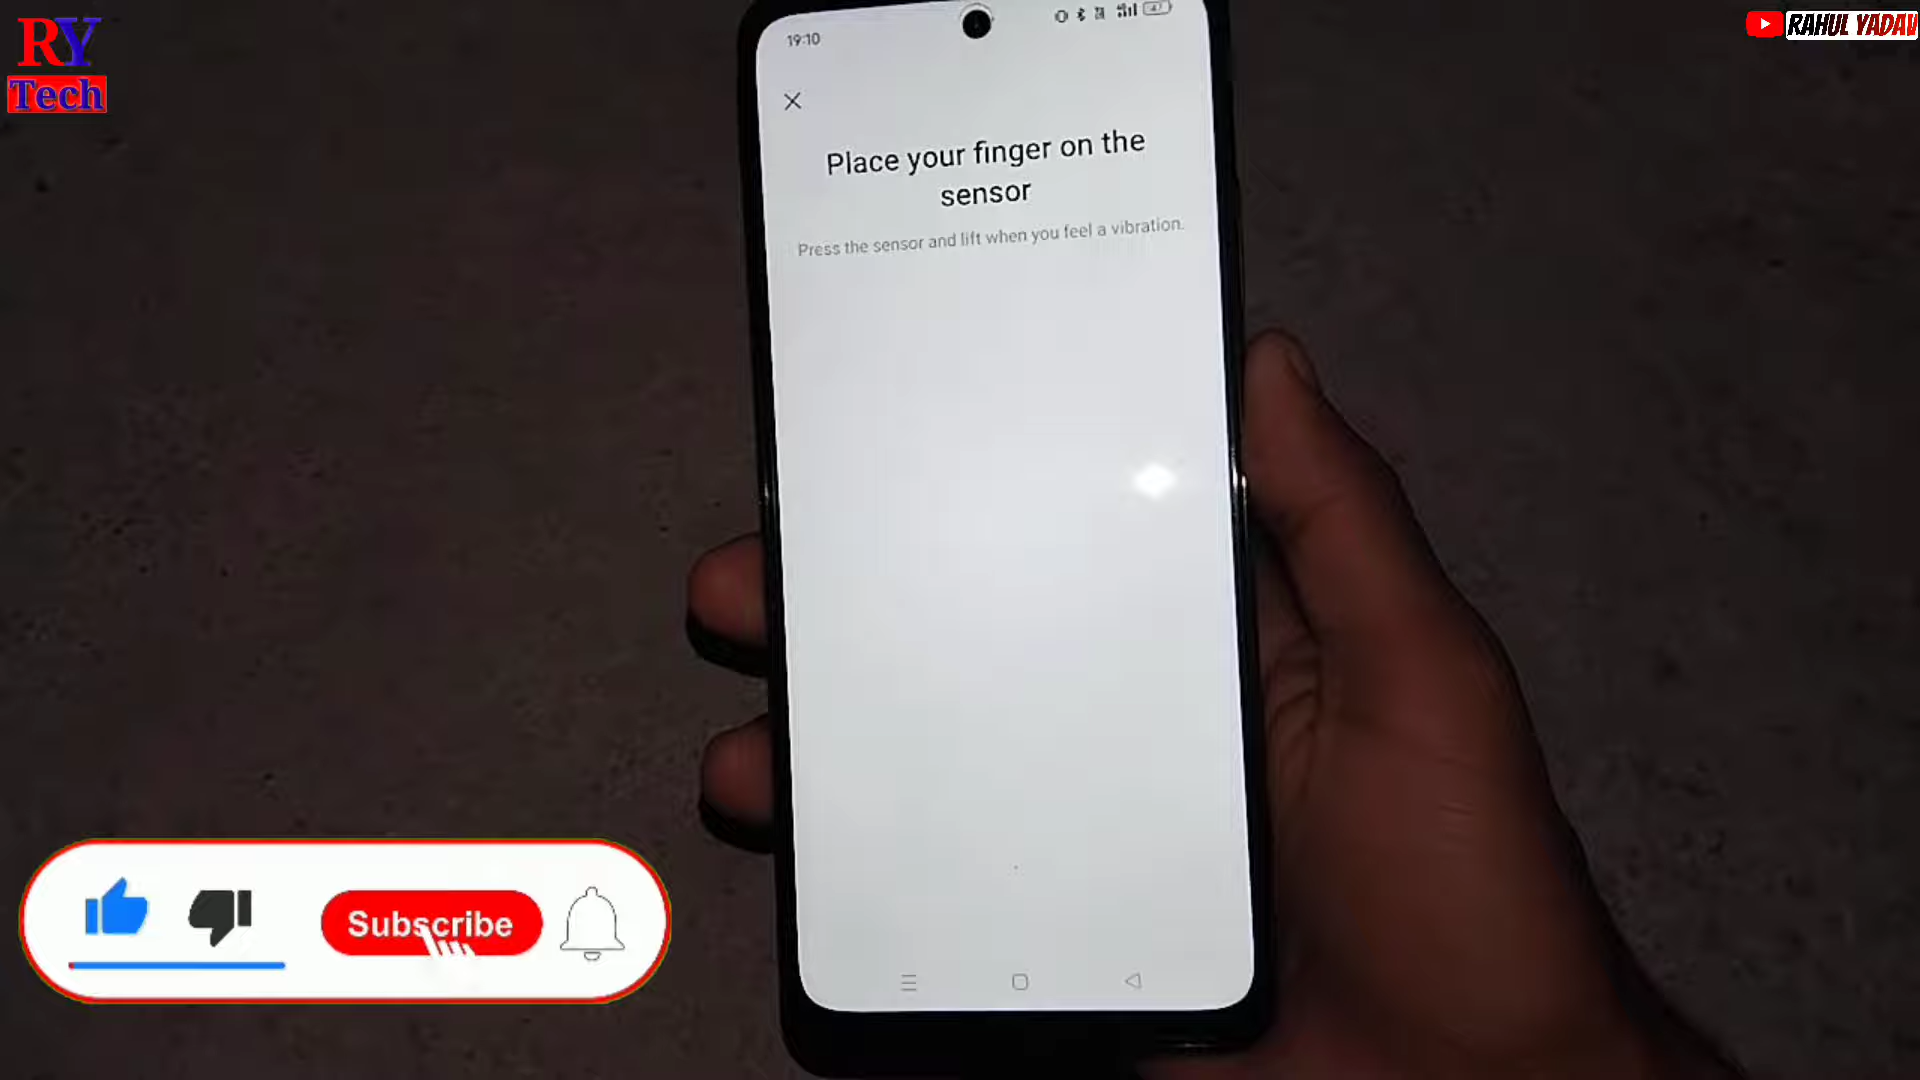 RY
Tech
RAHUL YADAV
19:10
47
Place your finger on the
sensor
Press the sensor and lift when you feel a vibration.
Subscribe